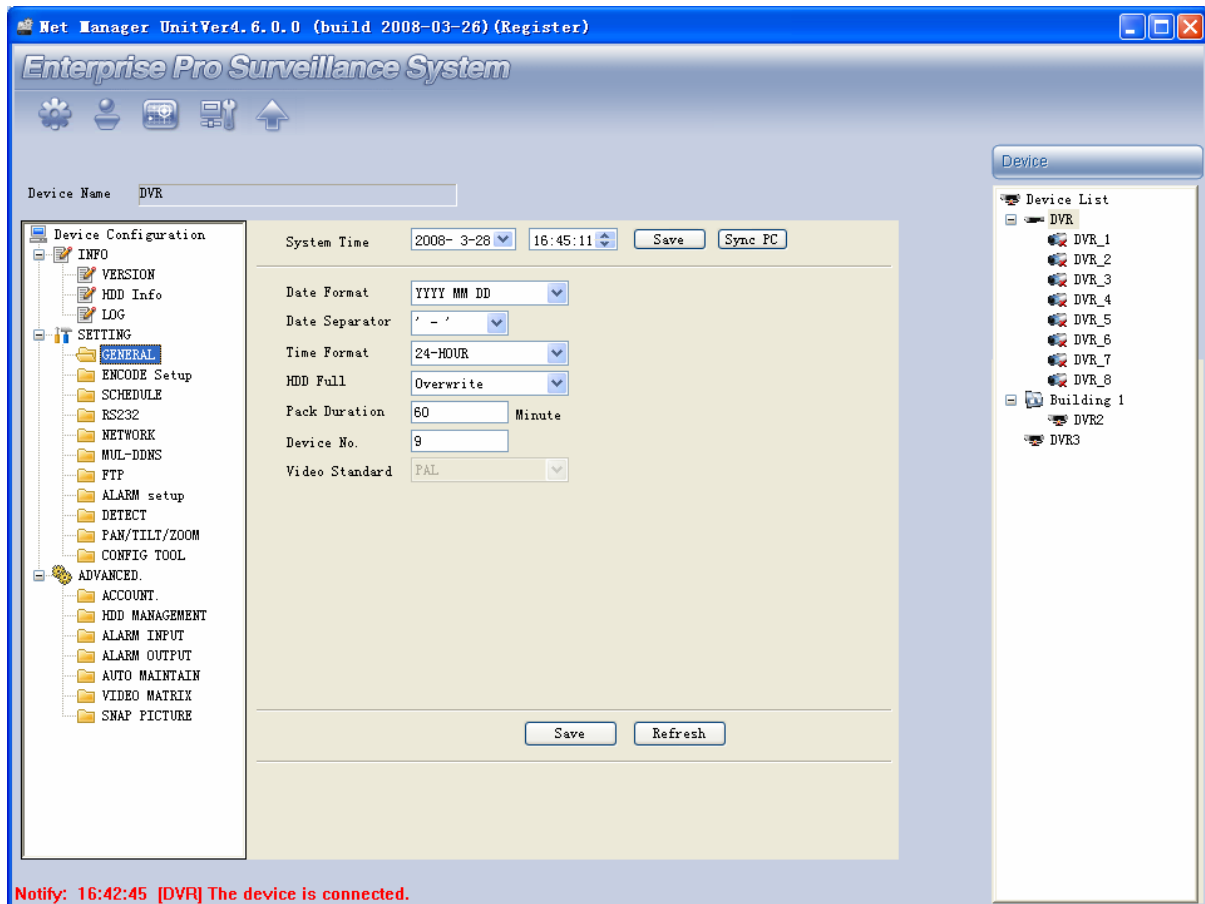 Net Manager UnitVer4.6.0.0 (build 2008-03-26)(Register)
Enterprise Pro Surveillance System
Device
Device Name DVR
Device Configuration
INFO
VERSION
HDD Info
LOG
SETTING
GENERAL
ENCODE Setup
SCHEDULE
RS232
NETWORK
MUL-DDNS
FTP
ALARM setup
DETECT
PAN/TILT/ZOOM
CONFIG TOOL
ADVANCED.
ACCOUNT.
HDD MANAGEMENT
ALARM INPUT
ALARM OUTPUT
AUTO MAINTAIN
VIDEO MATRIX
SNAP PICTURE
System Time 2008- 3-28 16:45:11 Save Sync PC
Date Format YYYY MM DD
Date Separator ' - '
Time Format 24-HOUR
HDD Full Overwrite
Pack Duration 60 Minute
Device No. 9
Video Standard PAL
Save Refresh
Device List
DVR
DVR_1
DVR_2
DVR_3
DVR_4
DVR_5
DVR_6
DVR_7
DVR_8
Building 1
DVR2
DVR3
Notify: 16:42:45 [DVR] The device is connected.